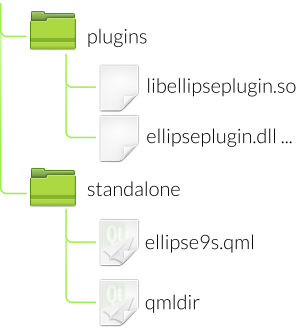 plugins
libellipseplugin.so
ellipseplugin.dll ...
standalone
ellipse9s.qml
qmldir